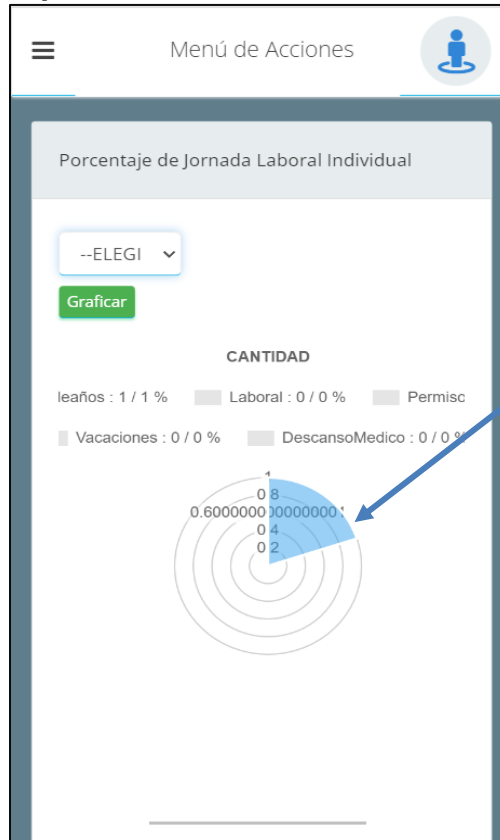 Menú de Acciones
Porcentaje de Jornada Laboral Individual
--ELEGI
Graficar
CANTIDAD
leaños : 1 / 1 % Laboral : 0 / 0 % Permisc
Vacaciones : 0 / 0 % DescansoMedico : 0 / 0 %
1
0.8
0.6000000000000001
0.4
0.2